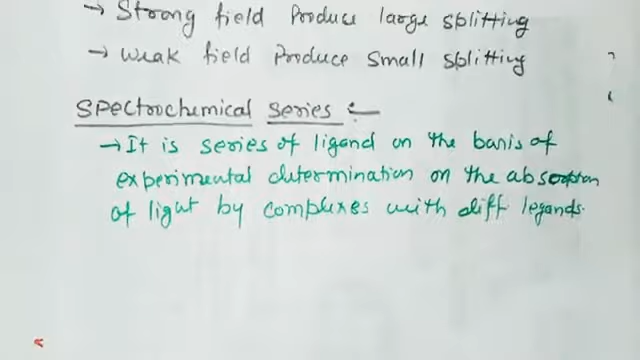 → Strong field Produce large splitting
→ Weak field Produce small splitting
Spectrochemical Series :-
→ It is series of ligand on the basis of
experimental determination on the absorption
of light by complexes with diff legands.